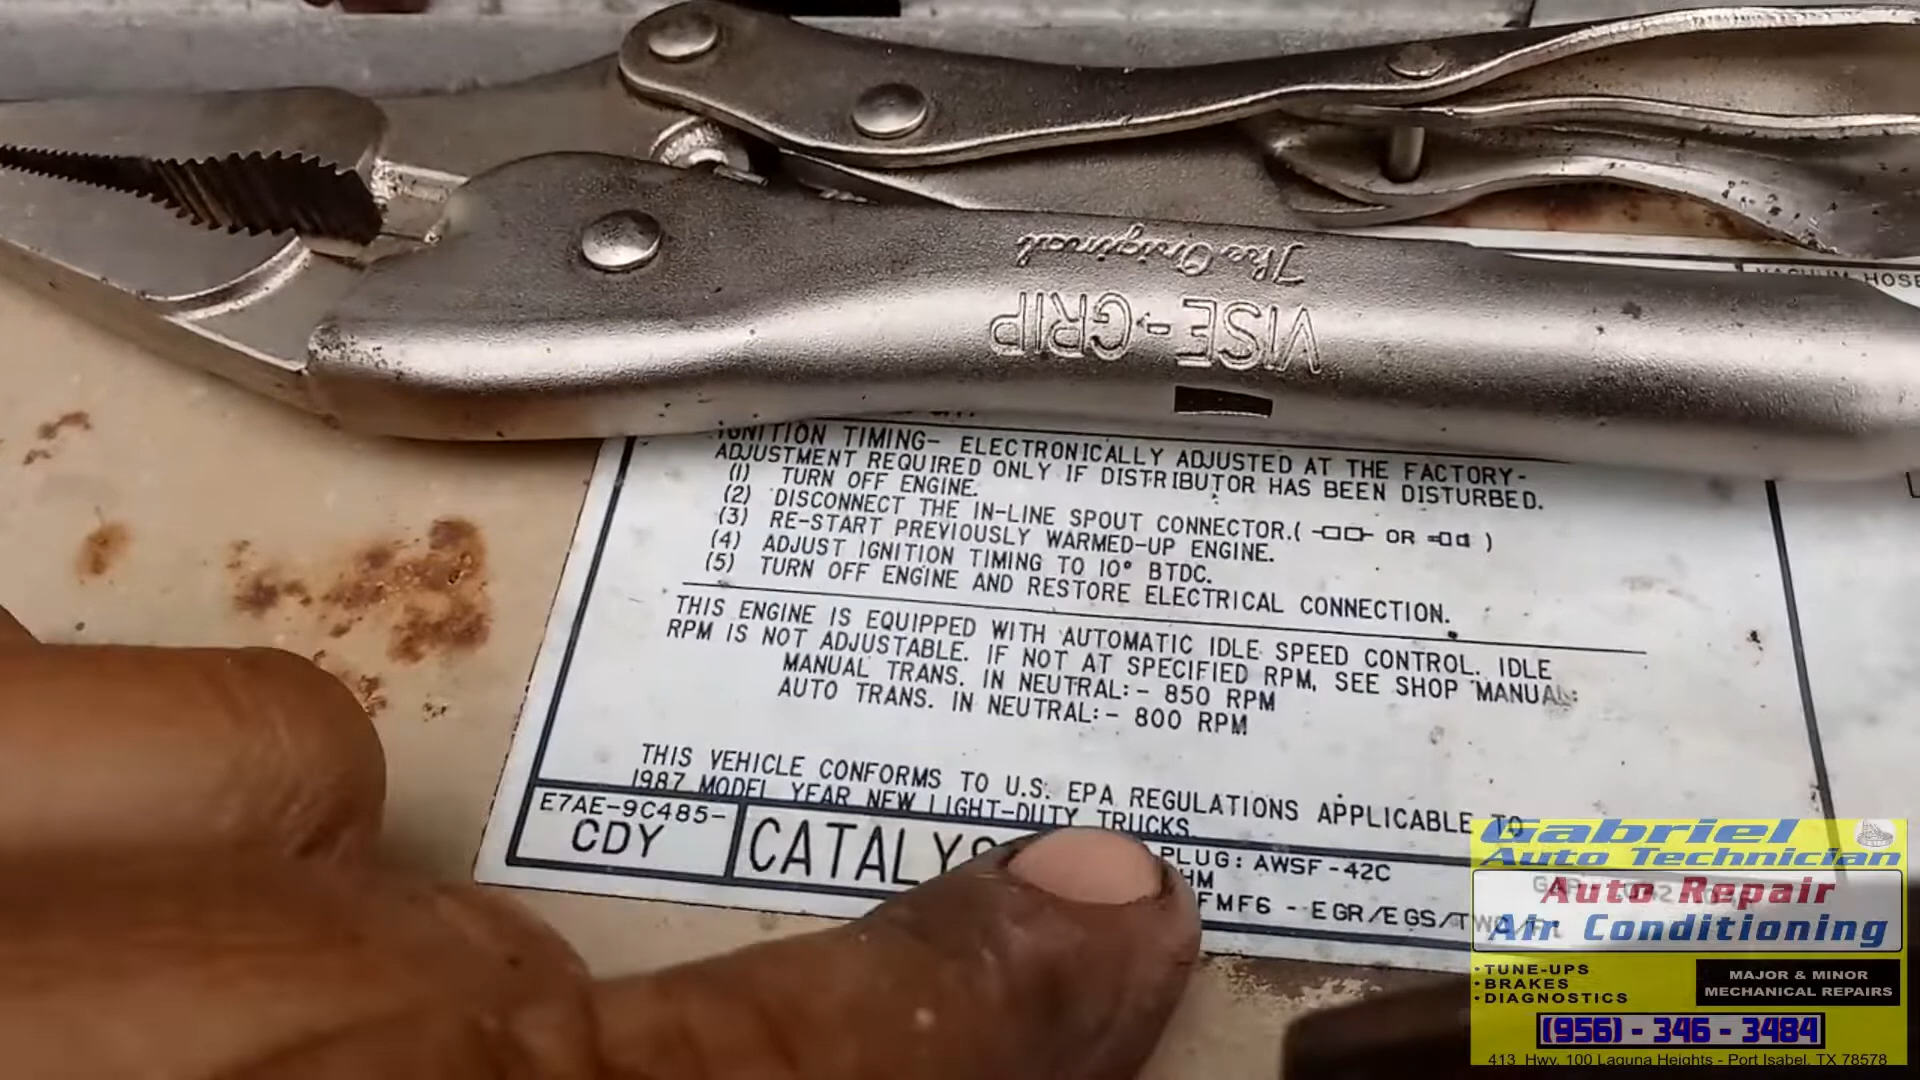 The Original
VISE-GRIP
VACUUM HOSE
IGNITION TIMING- ELECTRONICALLY ADJUSTED AT THE FACTORY-
ADJUSTMENT REQUIRED ONLY IF DISTRIBUTOR HAS BEEN DISTURBED.
(1) TURN OFF ENGINE.
(2) DISCONNECT THE IN-LINE SPOUT CONNECTOR.( OR )
(3) RE-START PREVIOUSLY WARMED-UP ENGINE.
(4) ADJUST IGNITION TIMING TO 10° BTDC.
(5) TURN OFF ENGINE AND RESTORE ELECTRICAL CONNECTION.
THIS ENGINE IS EQUIPPED WITH AUTOMATIC IDLE SPEED CONTROL. IDLE
RPM IS NOT ADJUSTABLE. IF NOT AT SPECIFIED RPM, SEE SHOP MANUAL.
MANUAL TRANS. IN NEUTRAL:- 850 RPM
AUTO TRANS. IN NEUTRAL:- 800 RPM
THIS VEHICLE CONFORMS TO U.S. EPA REGULATIONS APPLICABLE TO
1987 MODEL YEAR NEW LIGHT-DUTY TRUCKS.
E7AE-9C485-
CDY
CATALY
PLUG: AWSF-42C
HM
FMF6 - EGR/EGS/TWC
Gabriel
Auto Technician
Auto Repair
Air Conditioning
• TUNE-UPS
• BRAKES
• DIAGNOSTICS
MAJOR & MINOR
MECHANICAL REPAIRS
(956) - 346 - 3484
413 Hwy. 100 Laguna Heights - Port Isabel, TX 78578